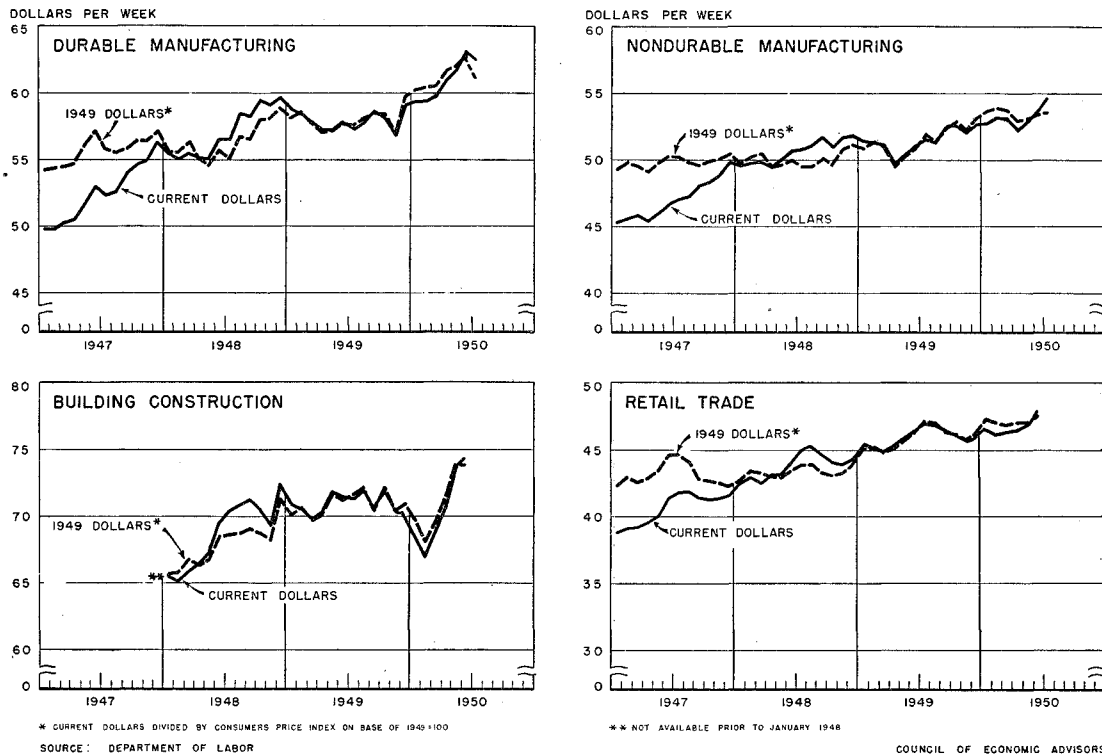 DOLLARS PER WEEK
65
DURABLE MANUFACTURING
60
1949 DOLLARS*
55
CURRENT DOLLARS
50
45
0
1947 1948 1949 1950
DOLLARS PER WEEK
60
NONDURABLE MANUFACTURING
55
1949 DOLLARS*
50
CURRENT DOLLARS
45
40
0
1947 1948 1949 1950
80
BUILDING CONSTRUCTION
75
70
1949 DOLLARS*
65
**
CURRENT DOLLARS
60
0
1947 1948 1949 1950
50
RETAIL TRADE
1949 DOLLARS*
45
40
CURRENT DOLLARS
35
30
0
1947 1948 1949 1950
* CURRENT DOLLARS DIVIDED BY CONSUMERS PRICE INDEX ON BASE OF 1949=100
** NOT AVAILABLE PRIOR TO JANUARY 1948
SOURCE: DEPARTMENT OF LABOR
COUNCIL OF ECONOMIC ADVISORS